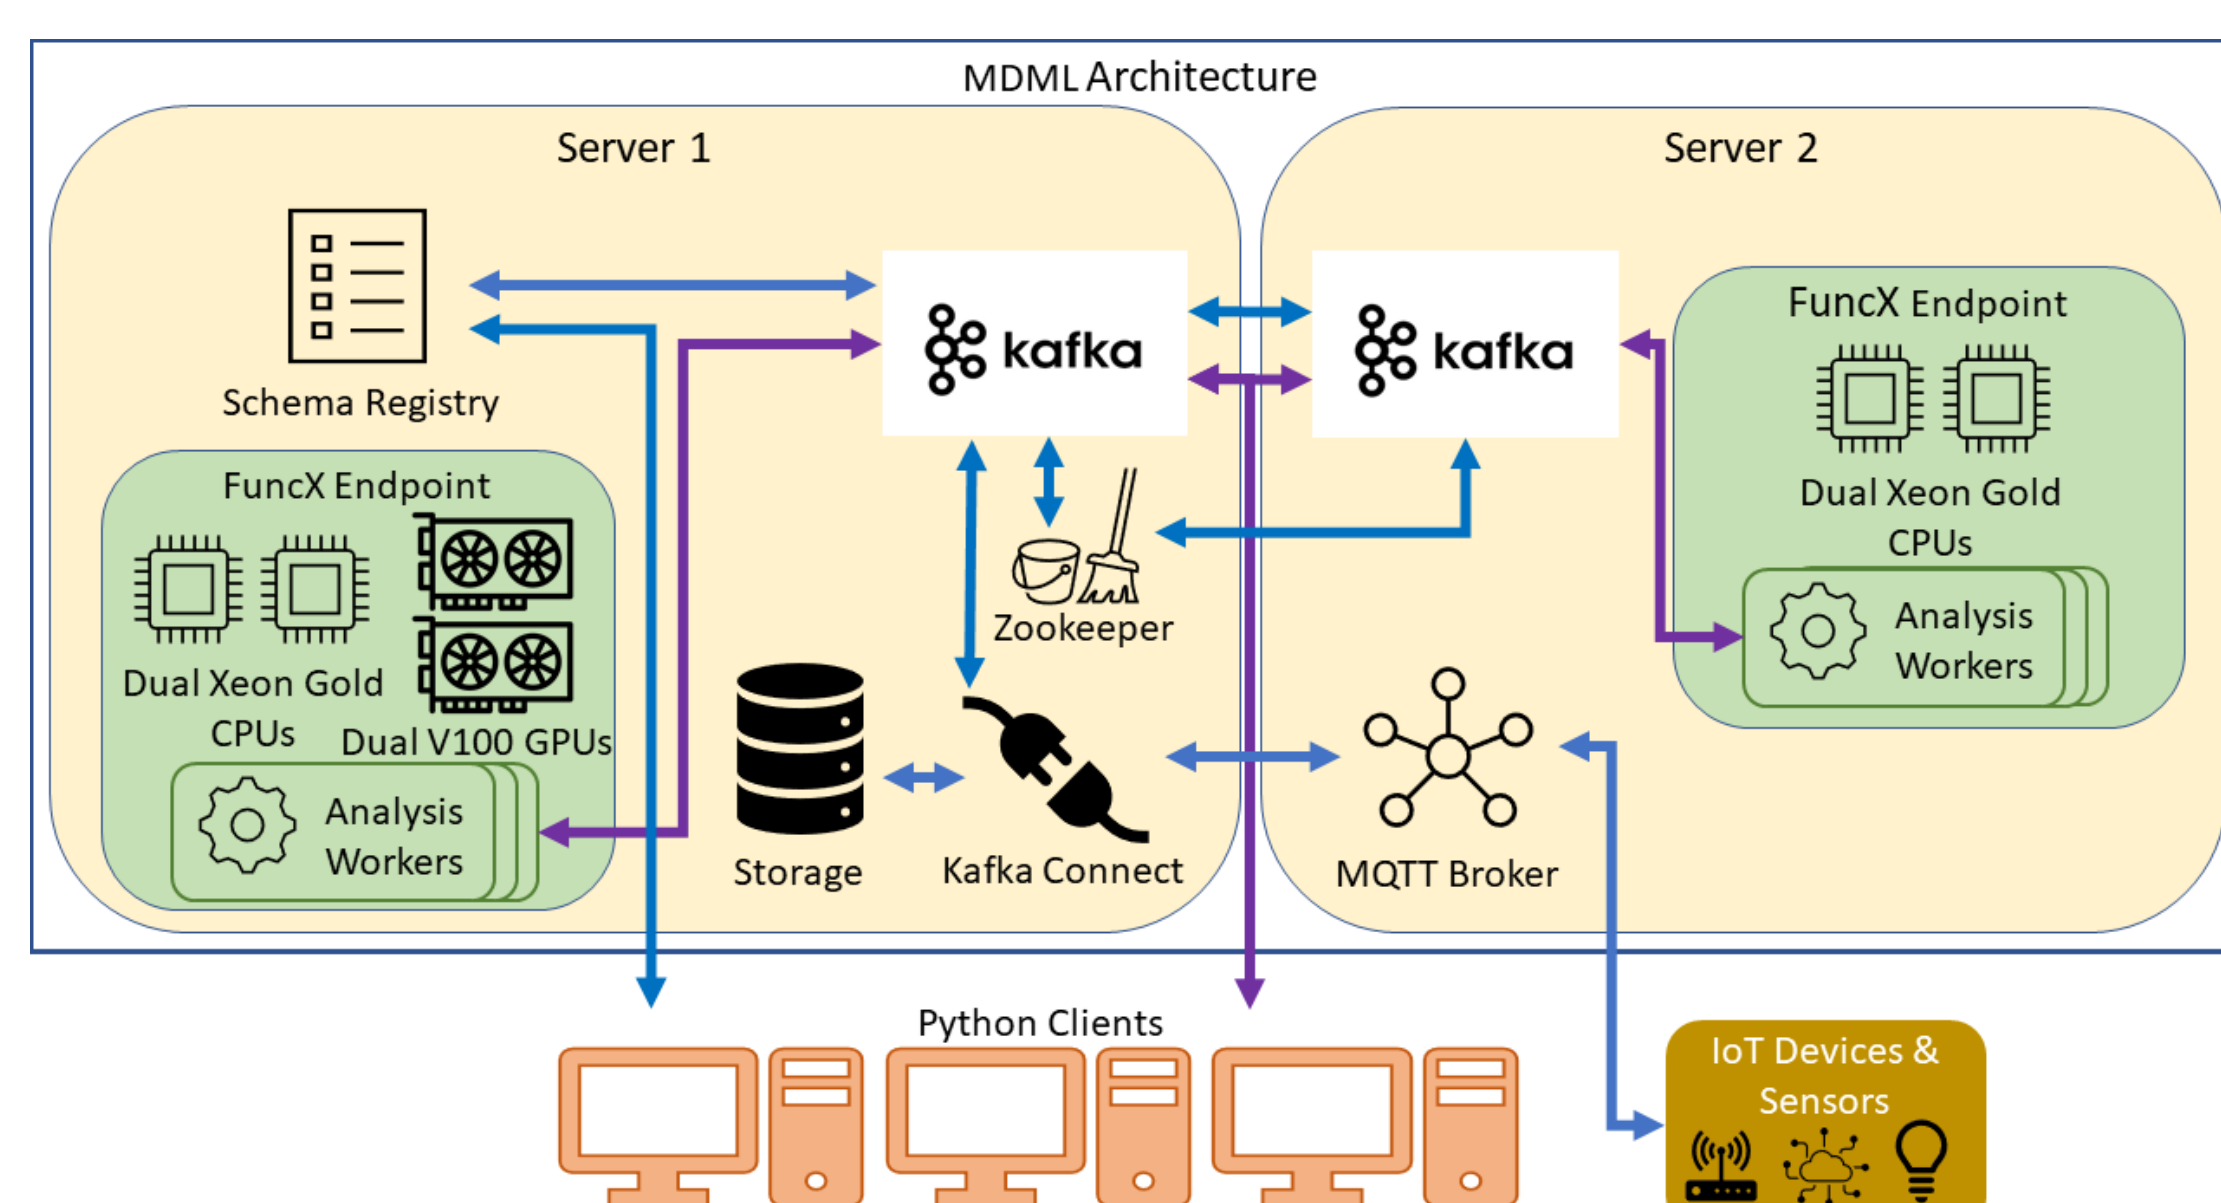 MDML Architecture
Server 1
Server 2
Schema Registry
kafka
kafka
FuncX Endpoint
Dual Xeon Gold
CPUs
Analysis
Workers
FuncX Endpoint
Dual Xeon Gold
CPUs
Dual V100 GPUs
Analysis
Workers
Zookeeper
Storage
Kafka Connect
MQTT Broker
Python Clients
IoT Devices &
Sensors